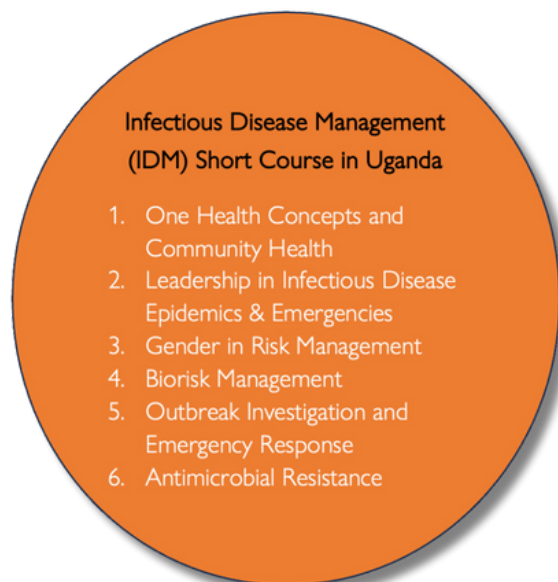 Infectious Disease Management
(IDM) Short Course in Uganda
1. One Health Concepts and
Community Health
2. Leadership in Infectious Disease
Epidemics & Emergencies
3. Gender in Risk Management
4. Biorisk Management
5. Outbreak Investigation and
Emergency Response
6. Antimicrobial Resistance